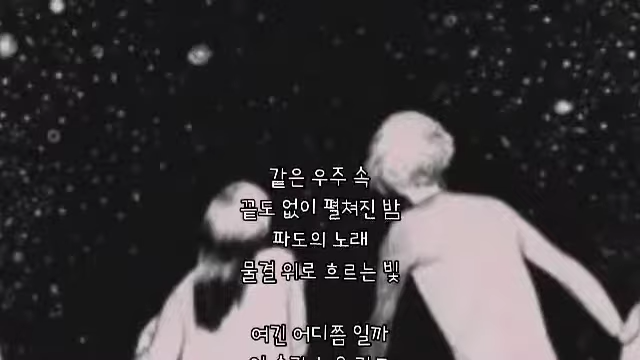 같은 우주 속
끝도 없이 펼쳐진 밤
파도의 노래
물결 위로 흐르는 빛
여긴 어디쯤 일까